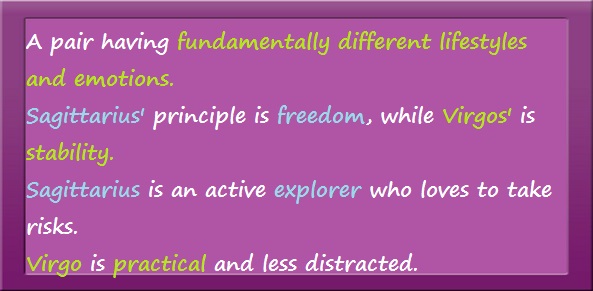 A pair having fundamentally different lifestyles
and emotions.
Sagittarius' principle is freedom, while Virgos' is
stability.
Sagittarius is an active explorer who loves to take
risks.
Virgo is practical and less distracted.